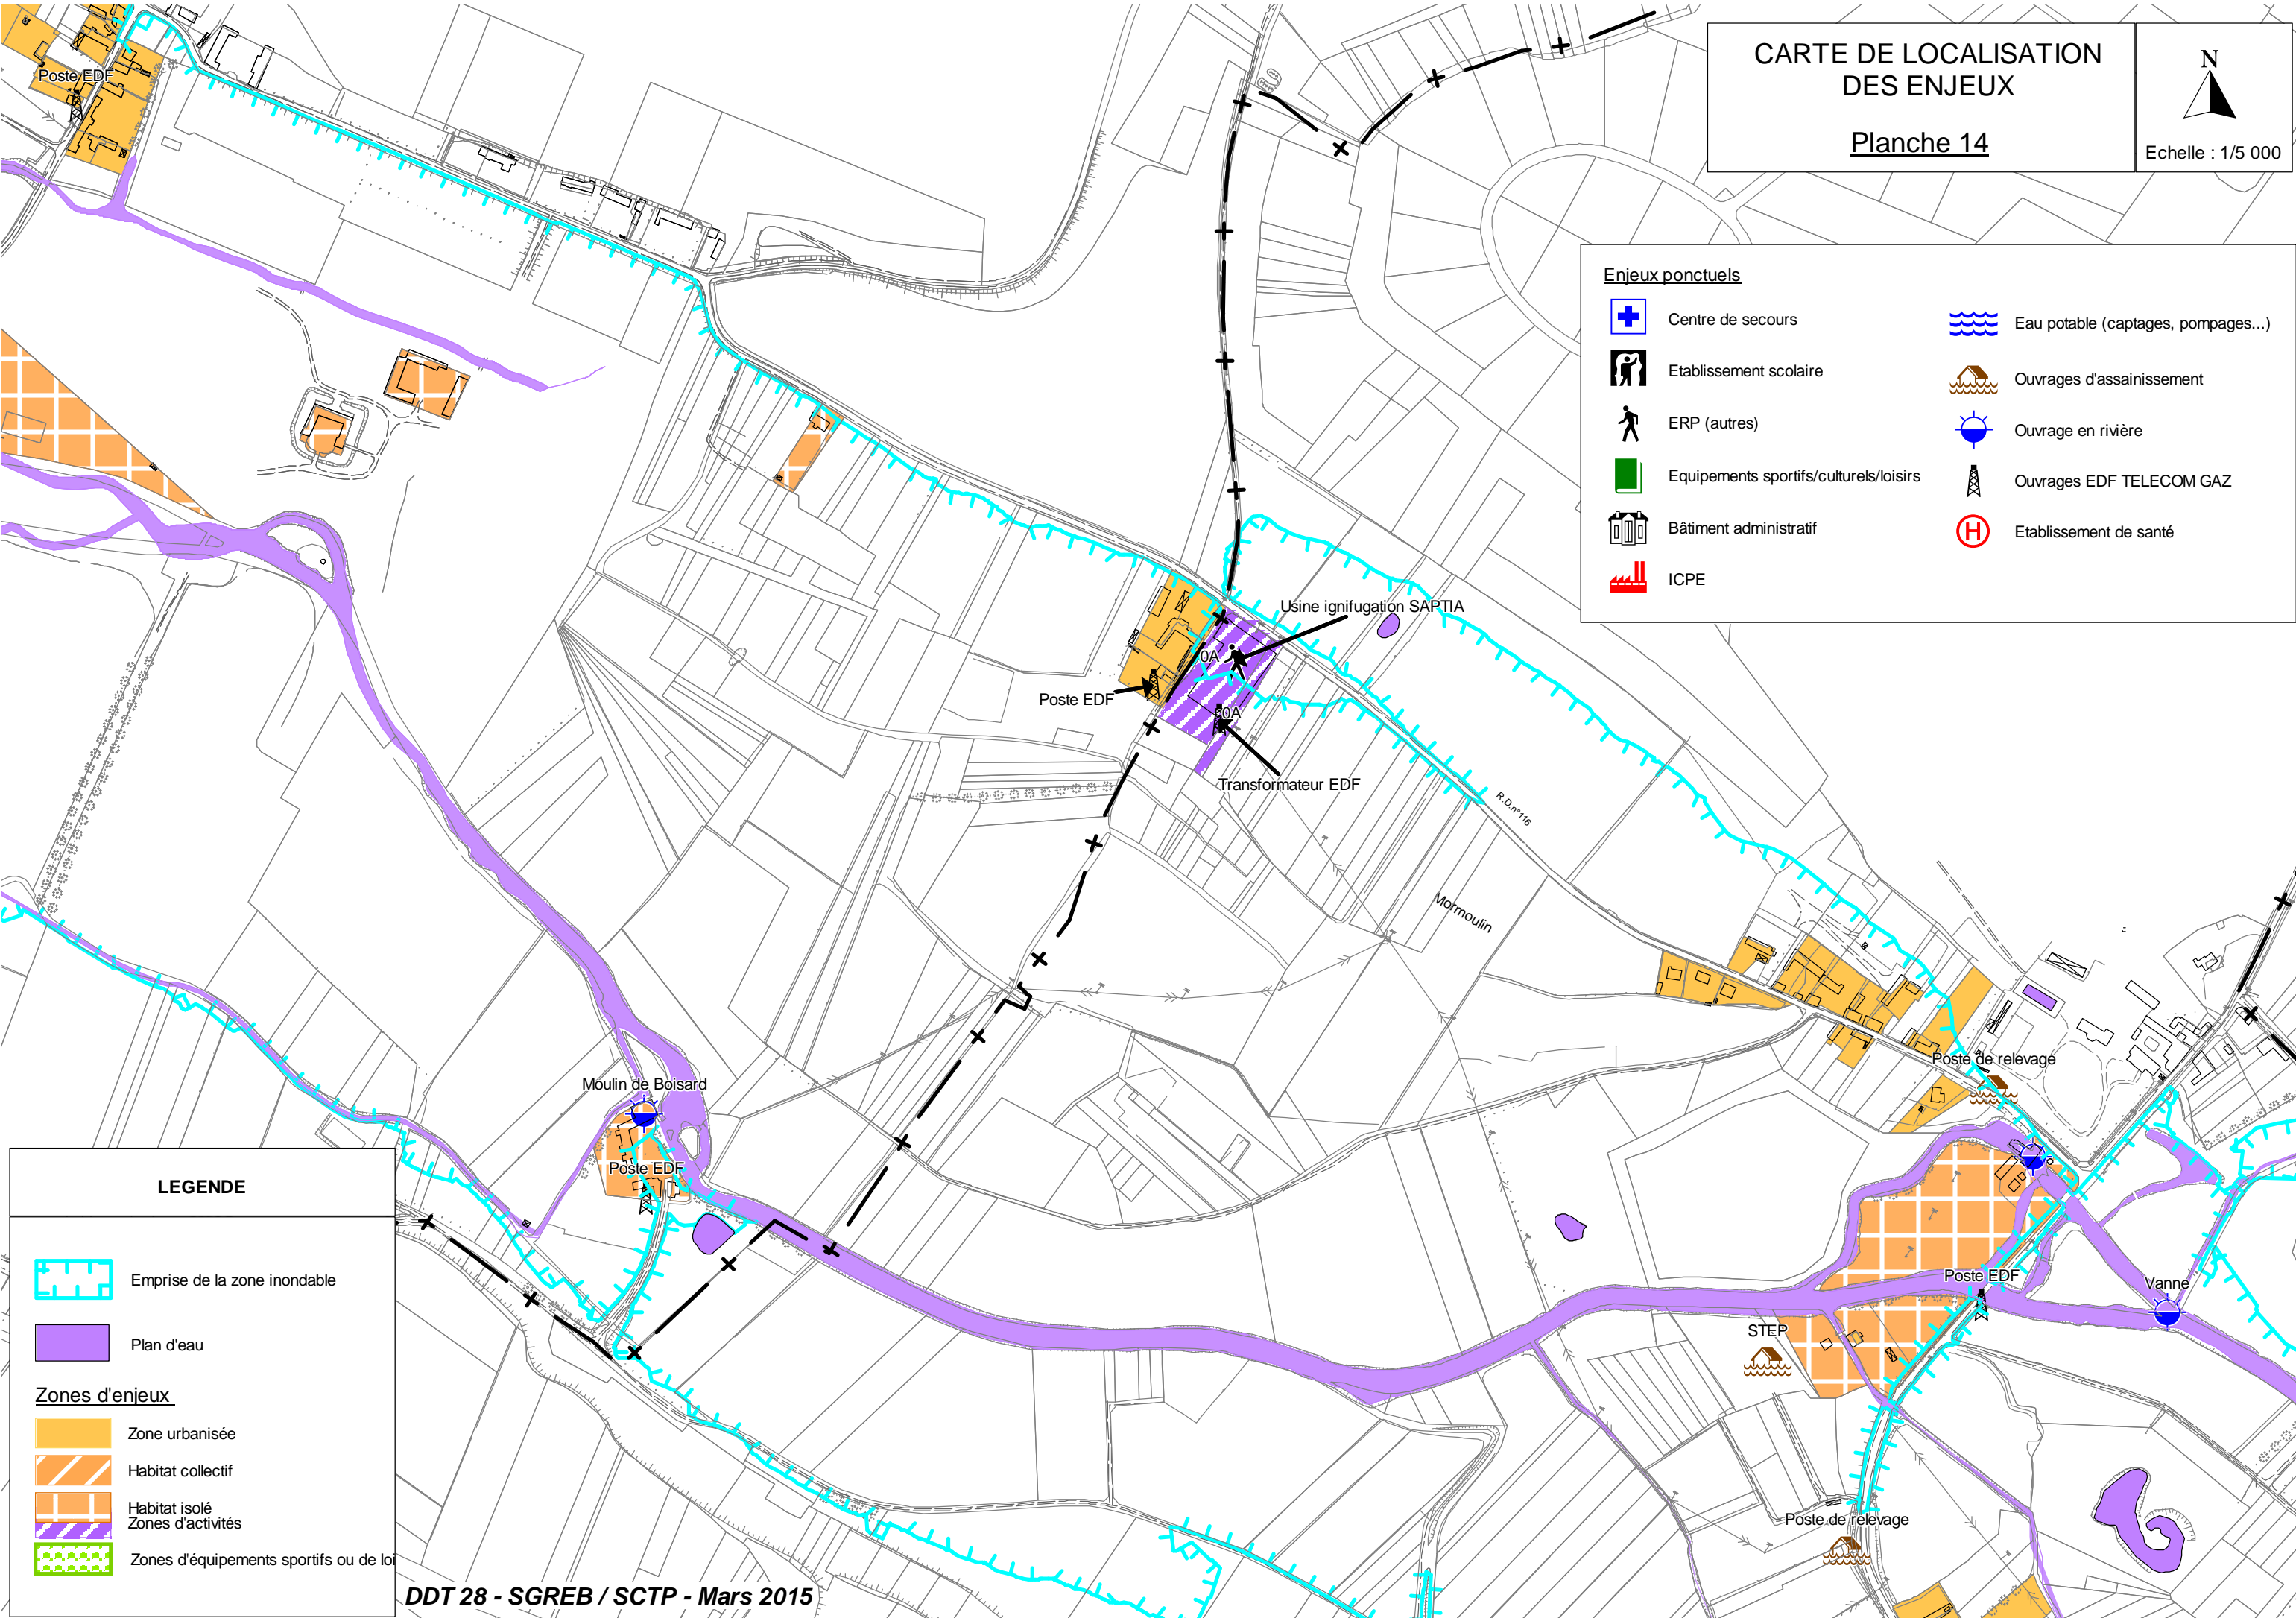 CARTE DE LOCALISATION
DES ENJEUX
Planche 14
N
Echelle : 1/5 000
Enjeux ponctuels
Centre de secours
Etablissement scolaire
ERP (autres)
Equipements sportifs/culturels/loisirs
Bâtiment administratif
ICPE
Eau potable (captages, pompages...)
Ouvrages d'assainissement
Ouvrage en rivière
Ouvrages EDF TELECOM GAZ
H
Etablissement de santé
Poste EDF
Usine ignifugation SAPTIA
0A
Poste EDF
0A
Transformateur EDF
R.D.n°116
Mormoulin
Poste de relevage
Moulin de Boisard
Poste EDF
Poste EDF
Vanne
STEP
Poste de relevage
LEGENDE
Emprise de la zone inondable
Plan d'eau
Zones d'enjeux
Zone urbanisée
Habitat collectif
Habitat isolé
Zones d'activités
Zones d'équipements sportifs ou de loi
DDT 28 - SGREB / SCTP - Mars 2015